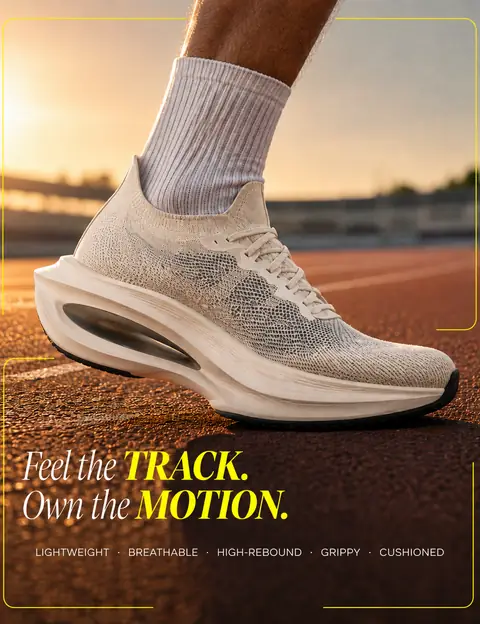 Feel the TRACK.
Own the MOTION.
LIGHTWEIGHT · BREATHABLE · HIGH-REBOUND · GRIPPY · CUSHIONED